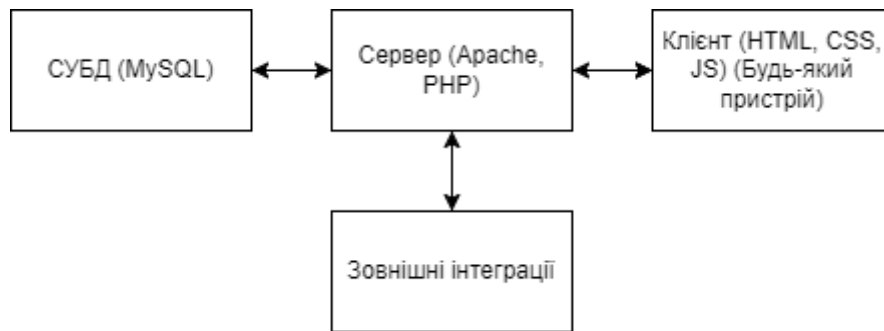 СУБД (MySQL)
Сервер (Apache,
PHP)
Клієнт (HTML, CSS,
JS) (Будь-який
пристрій)
Зовнішні інтеграції